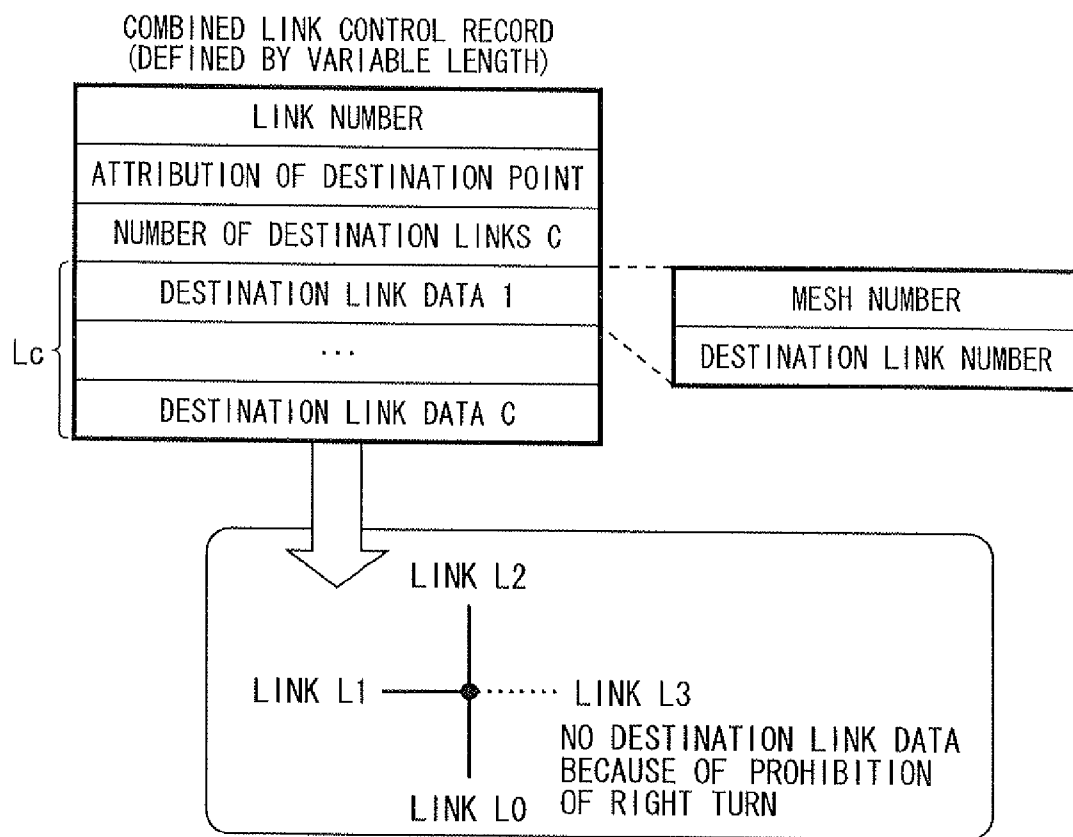 COMBINED LINK CONTROL RECORD
(DEFINED BY VARIABLE LENGTH)
LINK NUMBER
ATTRIBUTION OF DESTINATION POINT
NUMBER OF DESTINATION LINKS C
DESTINATION LINK DATA 1
...
DESTINATION LINK DATA C
Lc
MESH NUMBER
DESTINATION LINK NUMBER
LINK L2
LINK L1
LINK L3
NO DESTINATION LINK DATA
BECAUSE OF PROHIBITION
OF RIGHT TURN
LINK L0